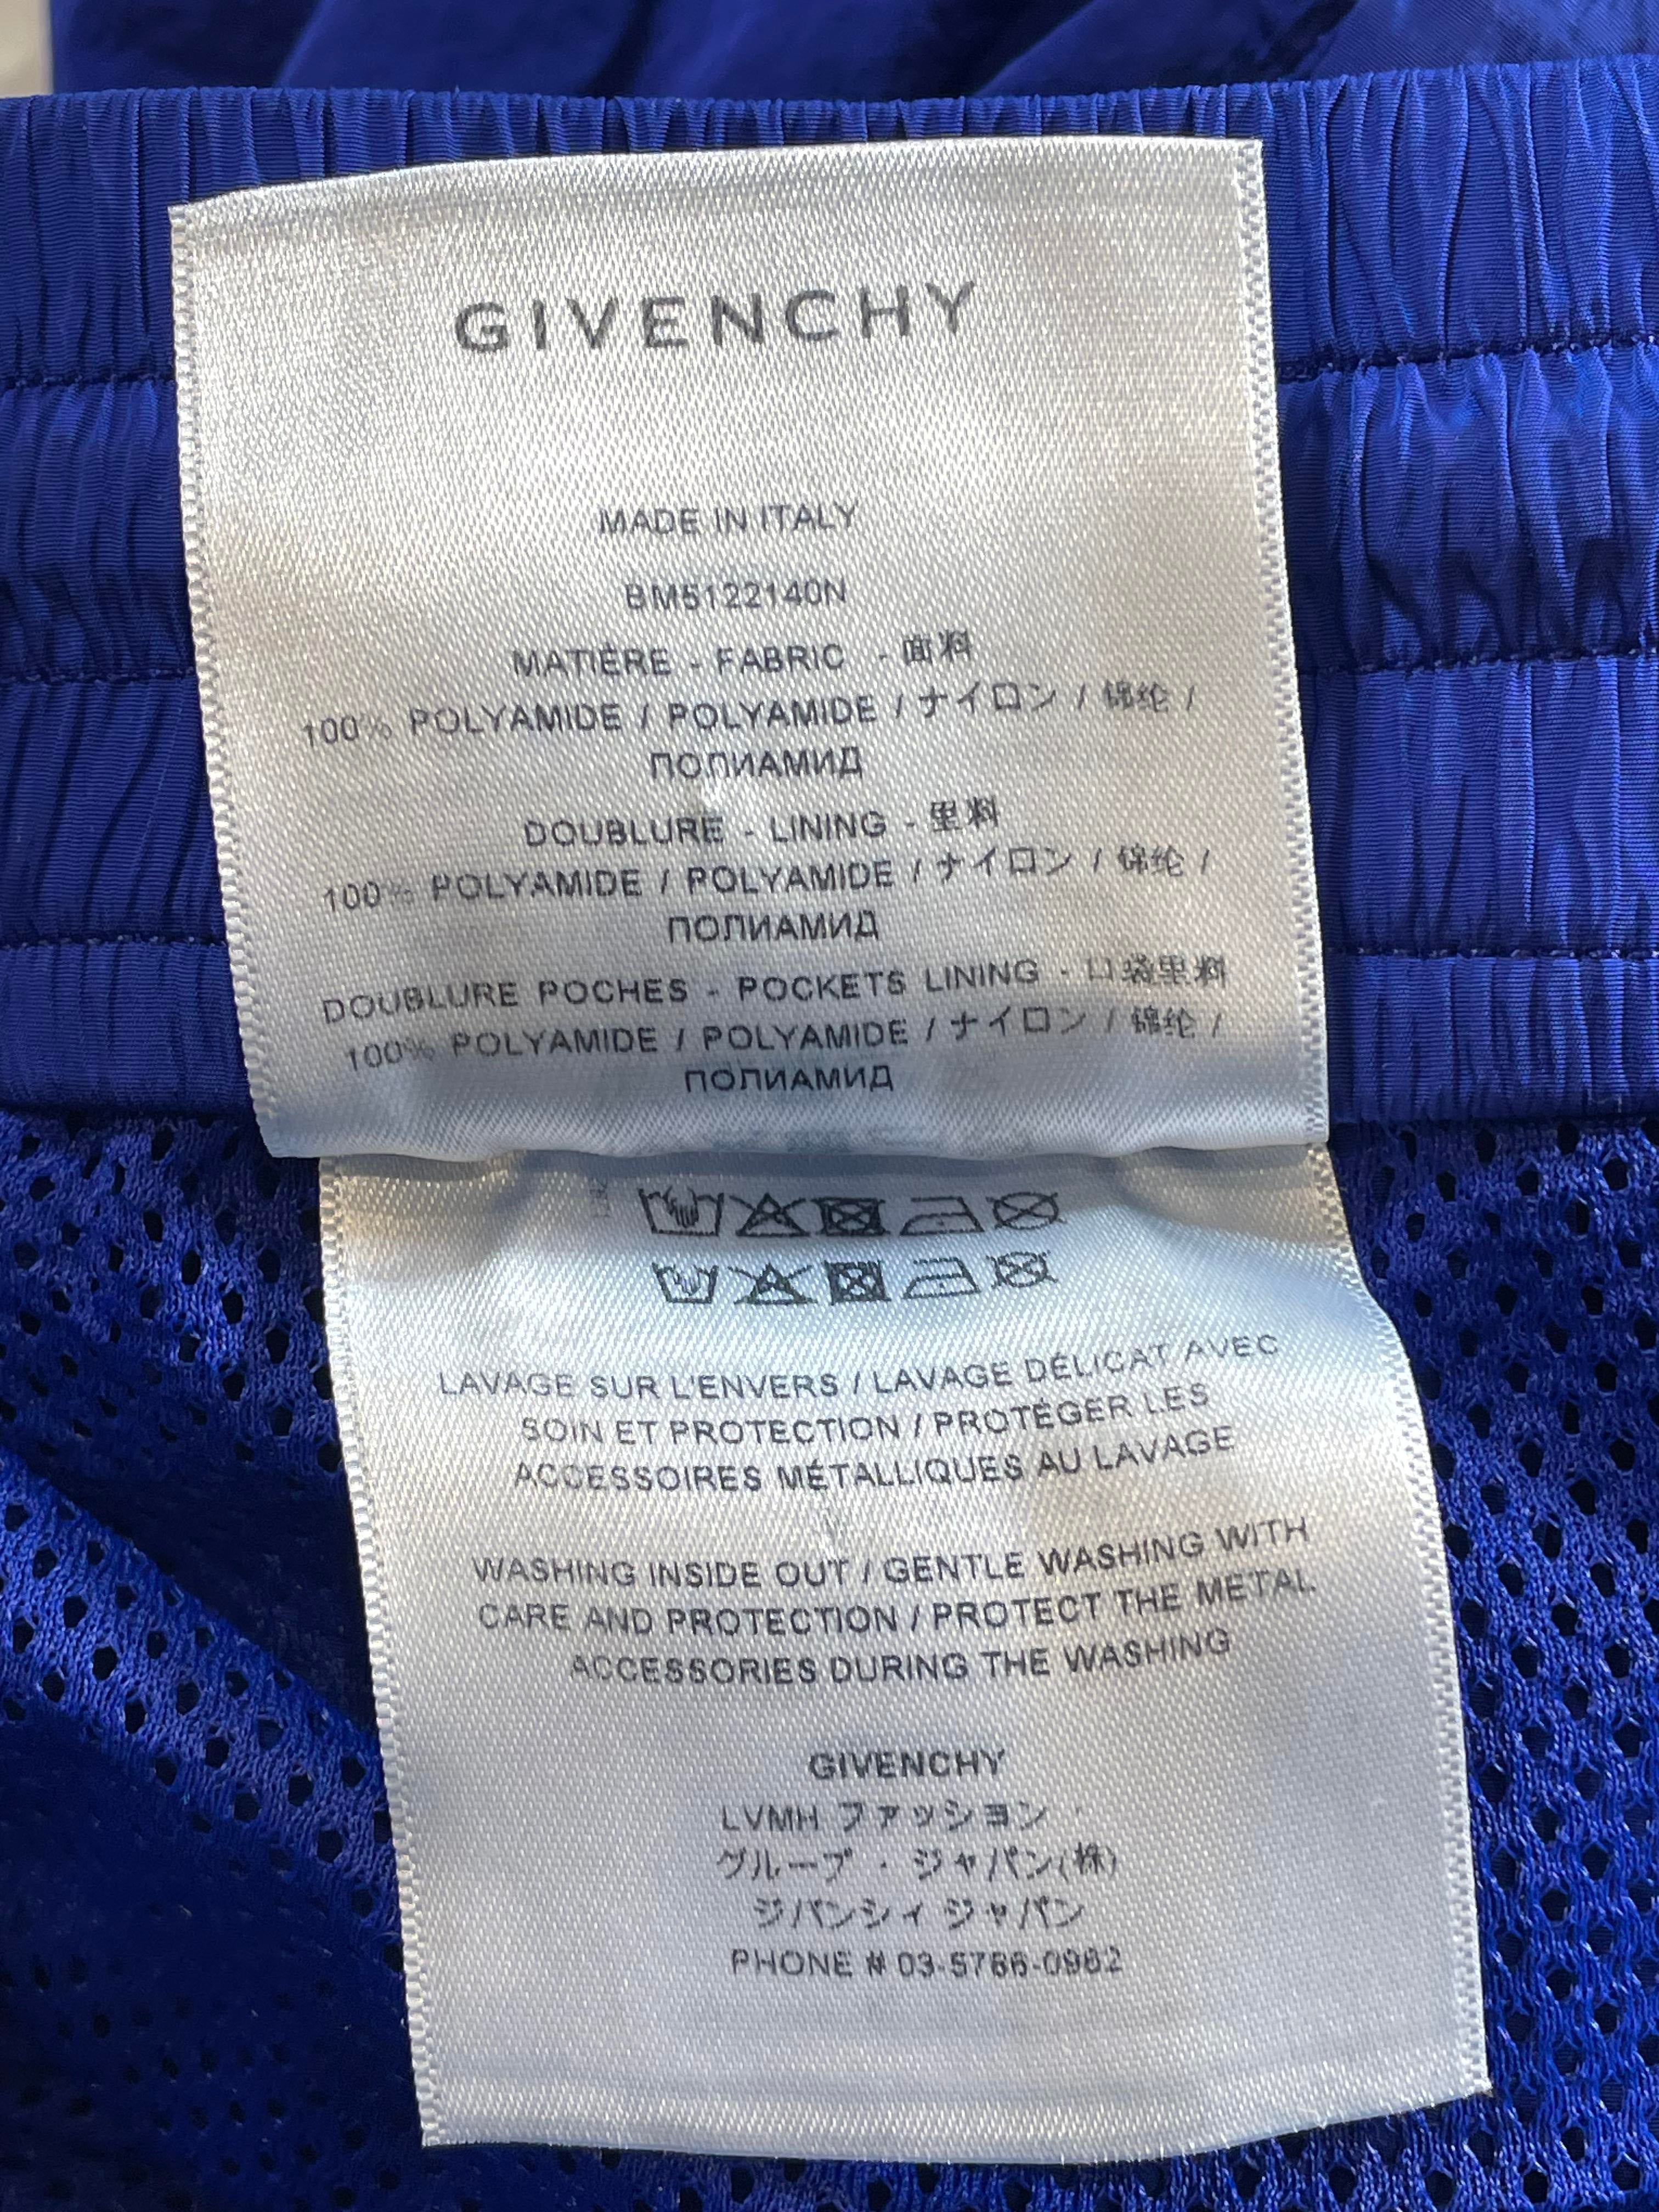 GIVENCHY
MADE IN ITALY
BM5122140N
MATIÈRE - FABRIC - 面料
100% POLYAMIDE / POLYAMIDE / ナイロン / 锦纶 /
ПОЛИАМИД
DOUBLURE - LINING - 里料
100% POLYAMIDE / POLYAMIDE / ナイロン / 锦纶 /
ПОЛИАМИД
DOUBLURE POCHES - POCKETS LINING - 口袋里料
100% POLYAMIDE / POLYAMIDE / ナイロン / 锦纶 /
ПОЛИАМИД
LAVAGE SUR L'ENVERS / LAVAGE DÉLICAT AVEC
SOIN ET PROTECTION / PROTÉGER LES
ACCESSOIRES MÉTALLIQUES AU LAVAGE
WASHING INSIDE OUT / GENTLE WASHING WITH
CARE AND PROTECTION / PROTECT THE METAL
ACCESSORIES DURING THE WASHING
GIVENCHY
LVMH ファッション ·
グループ · ジャパン(株)
ジバンシィ ジャパン
PHONE # 03-5766-0982